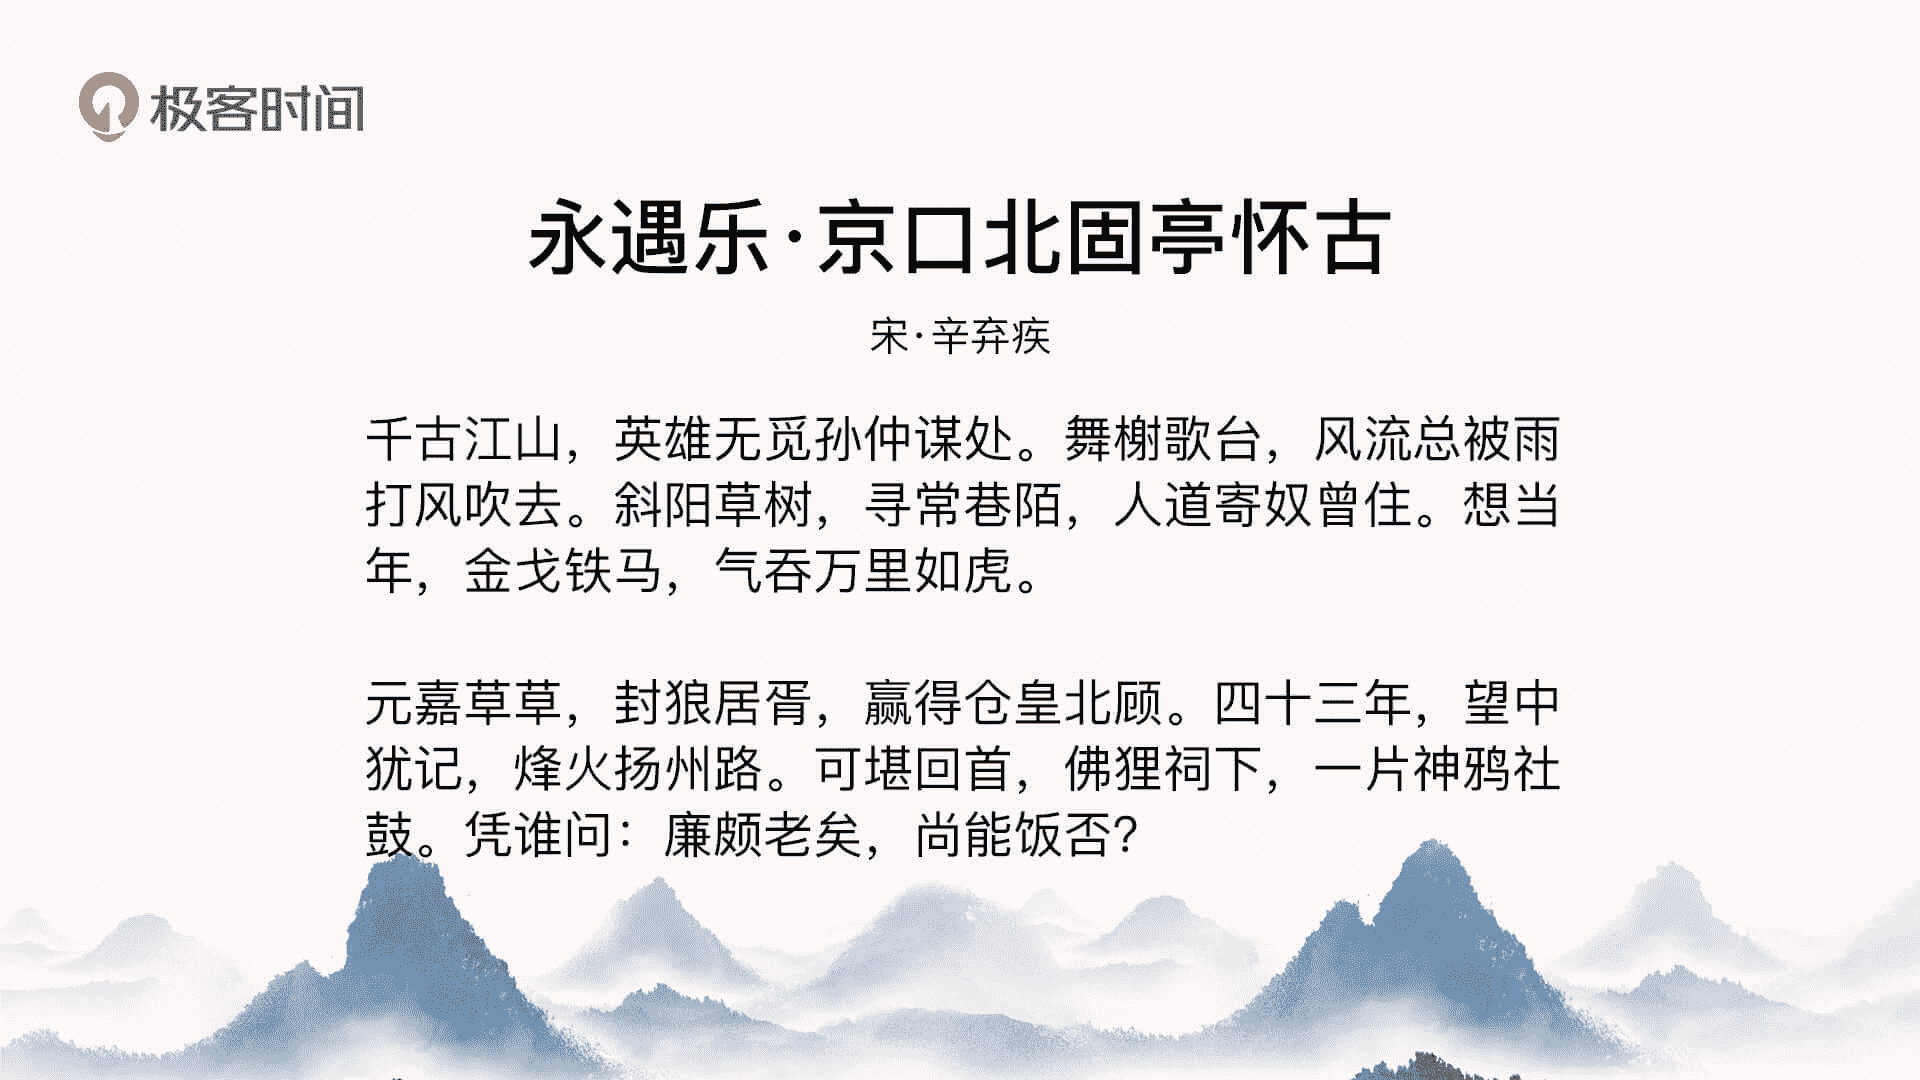 极客时间
永遇乐·京口北固亭怀古
宋·辛弃疾
千古江山，英雄无觅孙仲谋处。舞榭歌台，风流总被雨
打风吹去。斜阳草树，寻常巷陌，人道寄奴曾住。想当
年，金戈铁马，气吞万里如虎。
元嘉草草，封狼居胥，赢得仓皇北顾。四十三年，望中
犹记，烽火扬州路。可堪回首，佛狸祠下，一片神鸦社
鼓。凭谁问：廉颇老矣，尚能饭否？